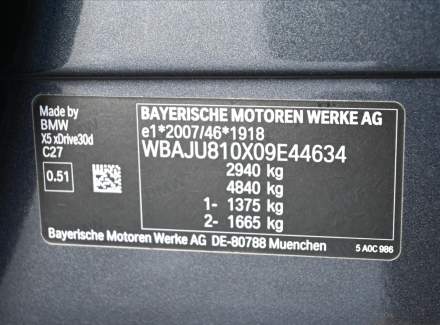 Made by
BMW
X5 xDrive30d
C27
0.51
BAYERISCHE MOTOREN WERKE AG
e1*2007/46*1918
WBAJU810X09E44634
2940 kg
4840 kg
1- 1375 kg
2- 1665 kg
Bayerische Motoren Werke AG DE-80788 Muenchen
5 A0C 986